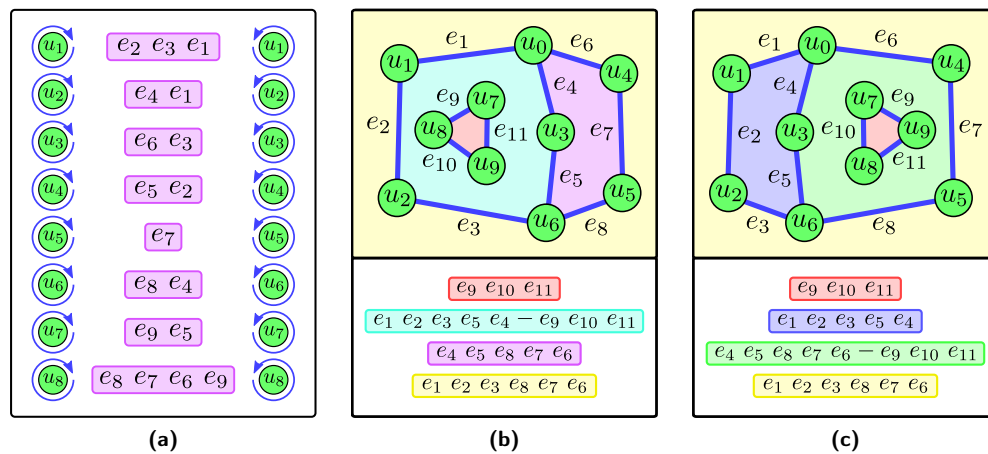 u₁ e₂ e₃ e₁ u₁
u₂ e₄ e₁ u₂
u₃ e₆ e₃ u₃
u₄ e₅ e₂ u₄
u₅ e₇ u₅
u₆ e₈ e₄ u₆
u₇ e₉ e₅ u₇
u₈ e₈ e₇ e₆ e₉ u₈
(a)
e₁ u₀ e₆
u₁ u₄
e₉ u₇ e₄
e₂ u₈ e₁₁ u₃ e₇
e₁₀ u₉
e₅
u₂ u₅
e₃ u₆ e₈
e₉ e₁₀ e₁₁
e₁ e₂ e₃ e₅ e₄ − e₉ e₁₀ e₁₁
e₄ e₅ e₈ e₇ e₆
e₁ e₂ e₃ e₈ e₇ e₆
(b)
e₁ u₀ e₆
u₁ e₄ u₄
u₇ e₉
e₂ u₃ e₁₀ u₉ e₇
u₈ e₁₁
e₅
u₂ u₅
e₃ u₆ e₈
e₉ e₁₀ e₁₁
e₁ e₂ e₃ e₅ e₄
e₄ e₅ e₈ e₇ e₆ − e₉ e₁₀ e₁₁
e₁ e₂ e₃ e₈ e₇ e₆
(c)